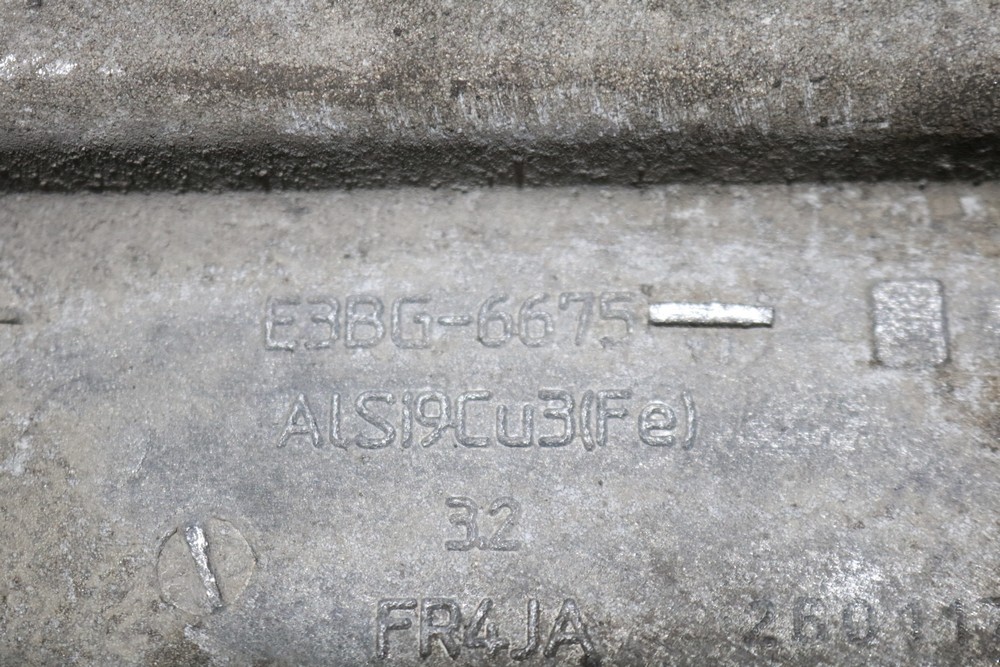 E3BG-6675
AlSi9Cu3(Fe)
3.2
FR4JA